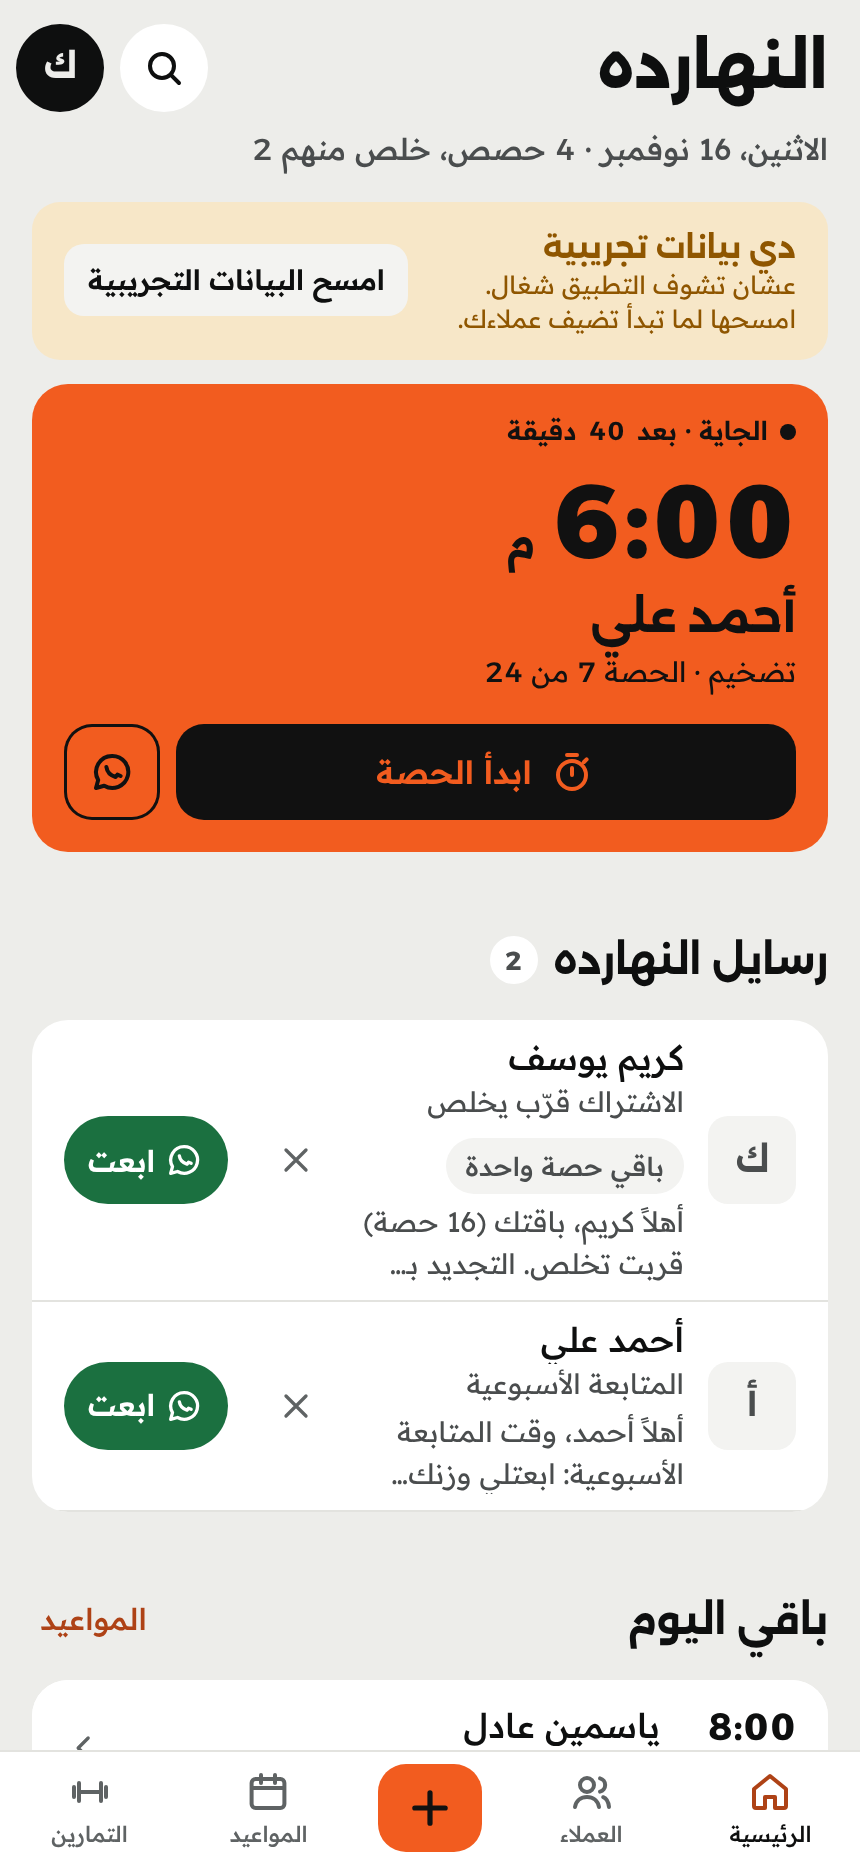 النهارده
ك
الاثنين، 16 نوفمبر · 4 حصص، خلص منهم 2
دي بيانات تجريبية
عشان تشوف التطبيق شغال.
امسحها لما تبدأ تضيف عملاءك.
امسح البيانات التجريبية
الجاية · بعد 40 دقيقة
6:00 م
أحمد علي
تضخيم · الحصة 7 من 24
ابدأ الحصة
رسايل النهارده 2
ك
كريم يوسف
الاشتراك قرّب يخلص
باقي حصة واحدة
أهلاً كريم، باقتك (16 حصة)
قربت تخلص. التجديد بـ...
ابعت
أ
أحمد علي
المتابعة الأسبوعية
أهلاً أحمد، وقت المتابعة
الأسبوعية: ابعتلي وزنك...
ابعت
باقي اليوم
المواعيد
8:00 ياسمين عادل
الرئيسية
العملاء
المواعيد
التمارين